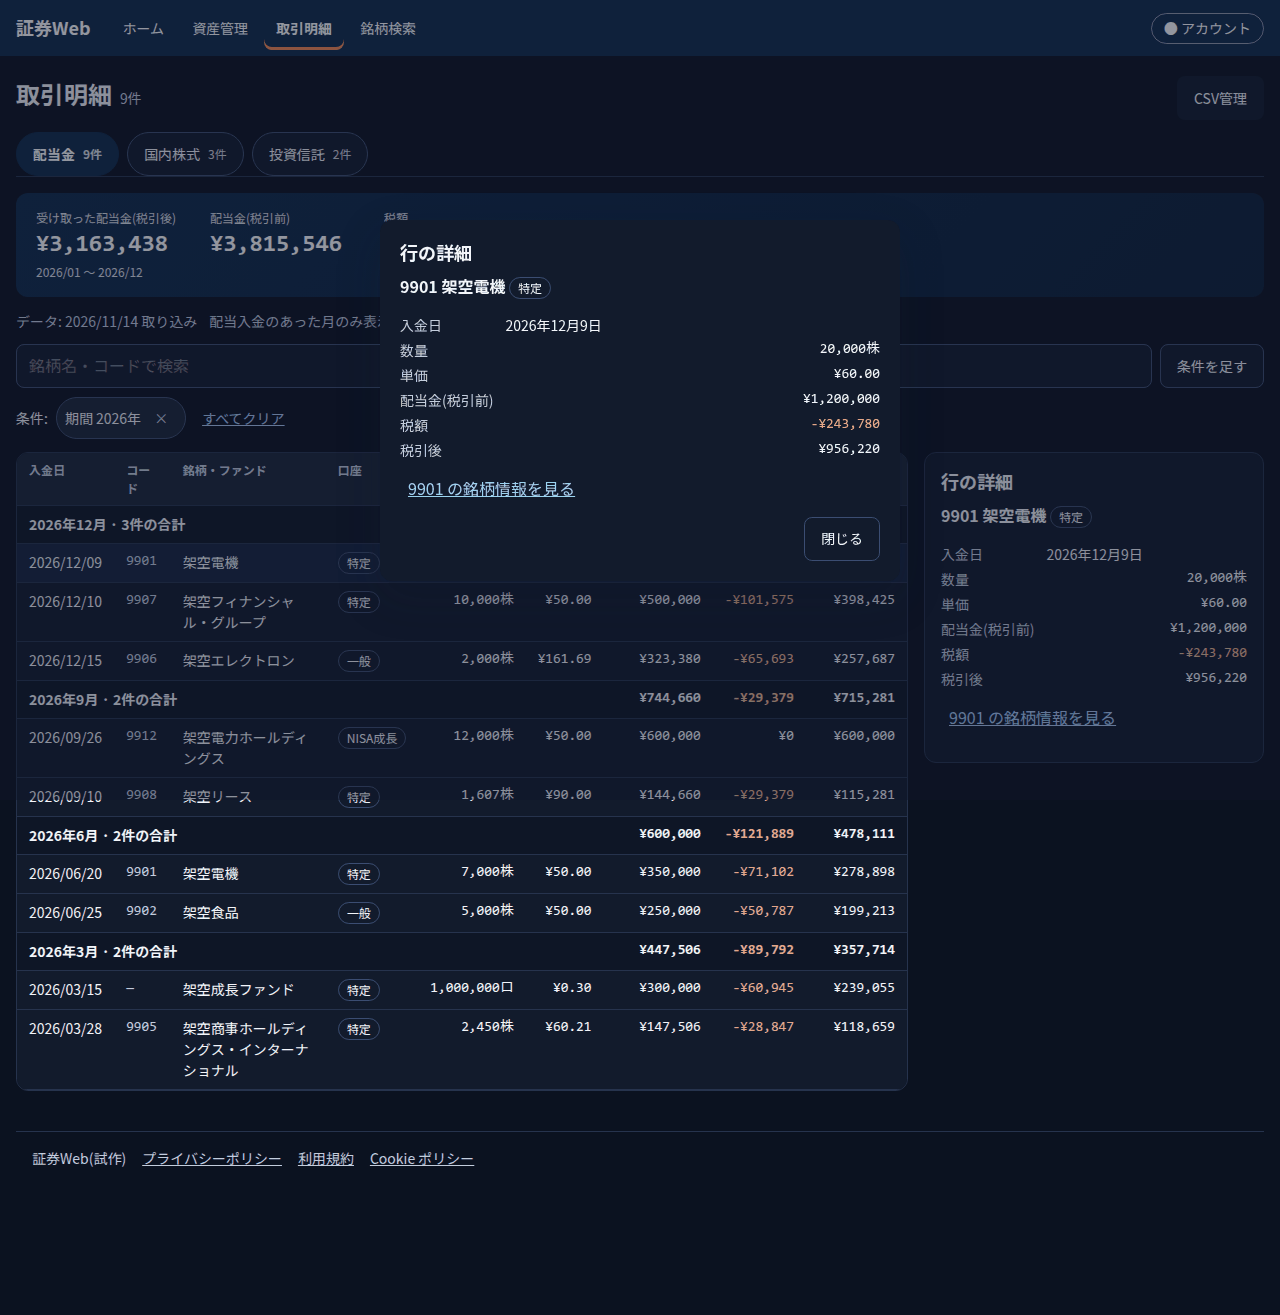 証券Web ホーム 資産管理 取引明細 銘柄検索 アカウント
取引明細 9件 CSV管理
配当金 9件 国内株式 3件 投資信託 2件
受け取った配当金(税引後) 配当金(税引前) 税額
¥3,163,438 ¥3,815,546
2026/01 〜 2026/12
データ: 2026/11/14 取り込み 配当入金のあった月のみ表
銘柄名・コードで検索 条件を足す
条件: 期間 2026年 × すべてクリア
行の詳細
9901 架空電機 特定
入金日 2026年12月9日
数量 20,000株
単価 ¥60.00
配当金(税引前) ¥1,200,000
税額 -¥243,780
税引後 ¥956,220
9901 の銘柄情報を見る
閉じる
入金日 コード 銘柄・ファンド 口座
2026年12月・3件の合計
2026/12/09 9901 架空電機 特定
2026/12/10 9907 架空フィナンシャル・グループ 特定 10,000株 ¥50.00 ¥500,000 -¥101,575 ¥398,425
2026/12/15 9906 架空エレクトロン 一般 2,000株 ¥161.69 ¥323,380 -¥65,693 ¥257,687
2026年9月・2件の合計 ¥744,660 -¥29,379 ¥715,281
2026/09/26 9912 架空電力ホールディングス NISA成長 12,000株 ¥50.00 ¥600,000 ¥0 ¥600,000
2026/09/10 9908 架空リース 特定 1,607株 ¥90.00 ¥144,660 -¥29,379 ¥115,281
2026年6月・2件の合計 ¥600,000 -¥121,889 ¥478,111
2026/06/20 9901 架空電機 特定 7,000株 ¥50.00 ¥350,000 -¥71,102 ¥278,898
2026/06/25 9902 架空食品 一般 5,000株 ¥50.00 ¥250,000 -¥50,787 ¥199,213
2026年3月・2件の合計 ¥447,506 -¥89,792 ¥357,714
2026/03/15 — 架空成長ファンド 特定 1,000,000口 ¥0.30 ¥300,000 -¥60,945 ¥239,055
2026/03/28 9905 架空商事ホールディングス・インターナショナル 特定 2,450株 ¥60.21 ¥147,506 -¥28,847 ¥118,659
行の詳細
9901 架空電機 特定
入金日 2026年12月9日
数量 20,000株
単価 ¥60.00
配当金(税引前) ¥1,200,000
税額 -¥243,780
税引後 ¥956,220
9901 の銘柄情報を見る
証券Web(試作) プライバシーポリシー 利用規約 Cookie ポリシー